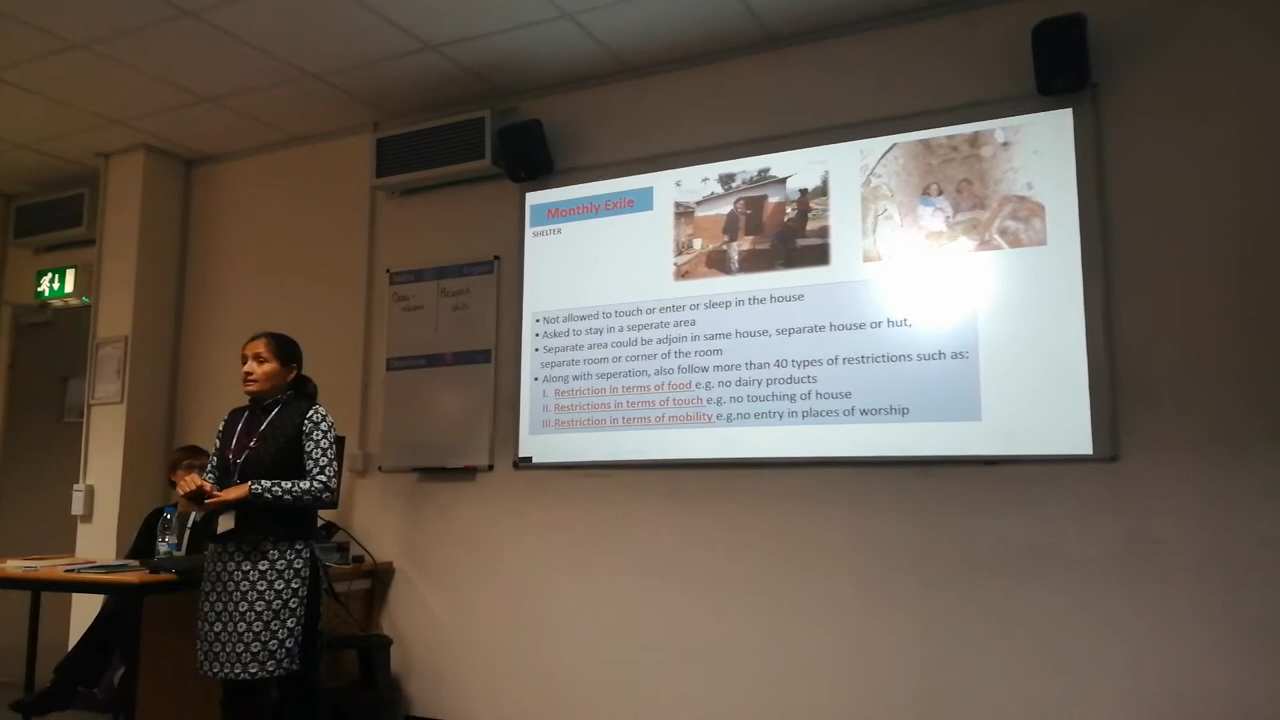 Monthly Exile
SHELTER
▪ Not allowed to touch or enter or sleep in the house
▪ Asked to stay in a seperate area
▪ Separate area could be adjoin in same house, separate house or hut,
separate room or corner of the room
▪ Along with seperation, also follow more than 40 types of restrictions such as:
I. Restriction in terms of food e.g. no dairy products
II. Restrictions in terms of touch e.g. no touching of house
III.Restriction in terms of mobility e.g.no entry in places of worship